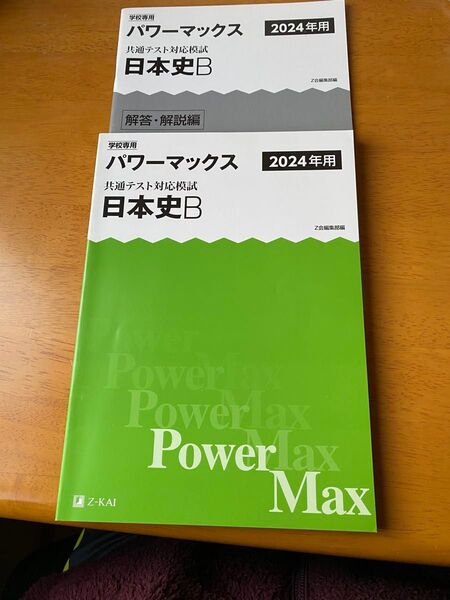 学校専用
パワーマックス 2024年用
共通テスト対応模試
日本史B
Z会編集部編
解答・解説編
学校専用
パワーマックス 2024年用
共通テスト対応模試
日本史B
Z会編集部編
Power Max
Power Max
Power Max
Power Max
Z-KAI